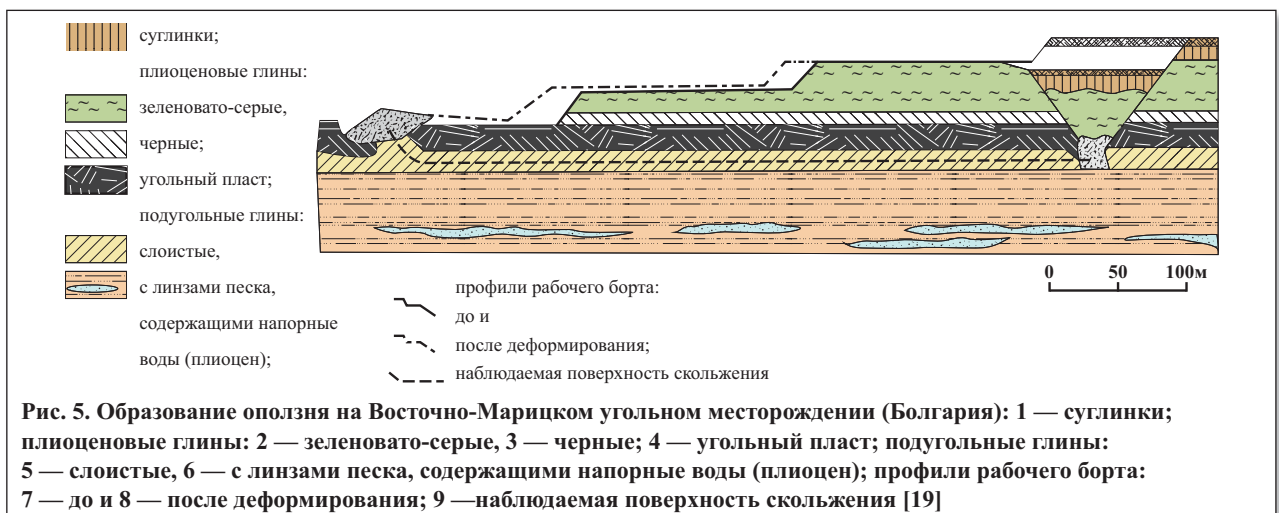 суглинки;
плиоценовые глины:
зеленовато-серые,
черные;
угольный пласт;
подугольные глины:
слоистые,
с линзами песка,
содержащими напорные
воды (плиоцен);
профили рабочего борта:
до и
после деформирования;
наблюдаемая поверхность скольжения
0 50 100м
Рис. 5. Образование оползня на Восточно-Марицком угольном месторождении (Болгария): 1 — суглинки;
плиоценовые глины: 2 — зеленовато-серые, 3 — черные; 4 — угольный пласт; подугольные глины:
5 — слоистые, 6 — с линзами песка, содержащими напорные воды (плиоцен); профили рабочего борта:
7 — до и 8 — после деформирования; 9 —наблюдаемая поверхность скольжения [19]